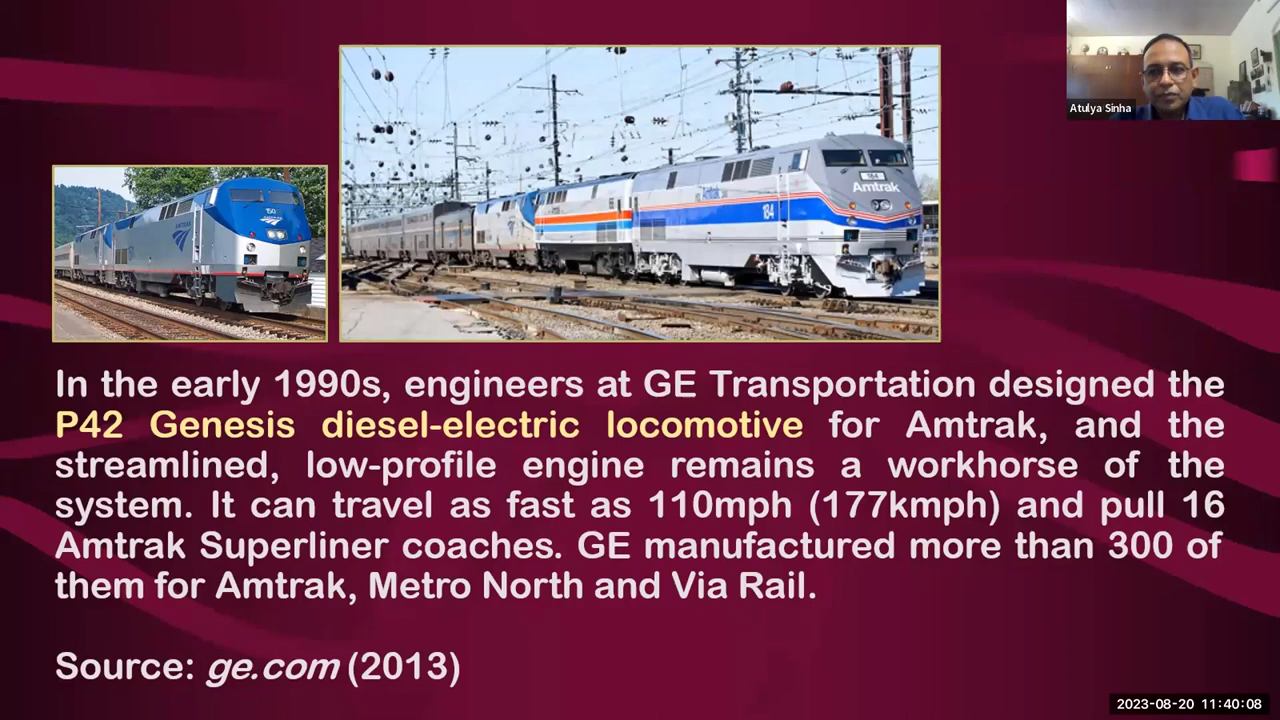 Atulya Sinha
150
184
Amtrak
Amtrak
184
In the early 1990s, engineers at GE Transportation designed the
P42 Genesis diesel-electric locomotive for Amtrak, and the
streamlined, low-profile engine remains a workhorse of the
system. It can travel as fast as 110mph (177kmph) and pull 16
Amtrak Superliner coaches. GE manufactured more than 300 of
them for Amtrak, Metro North and Via Rail.
Source: ge.com (2013)
2023-08-20 11:40:08